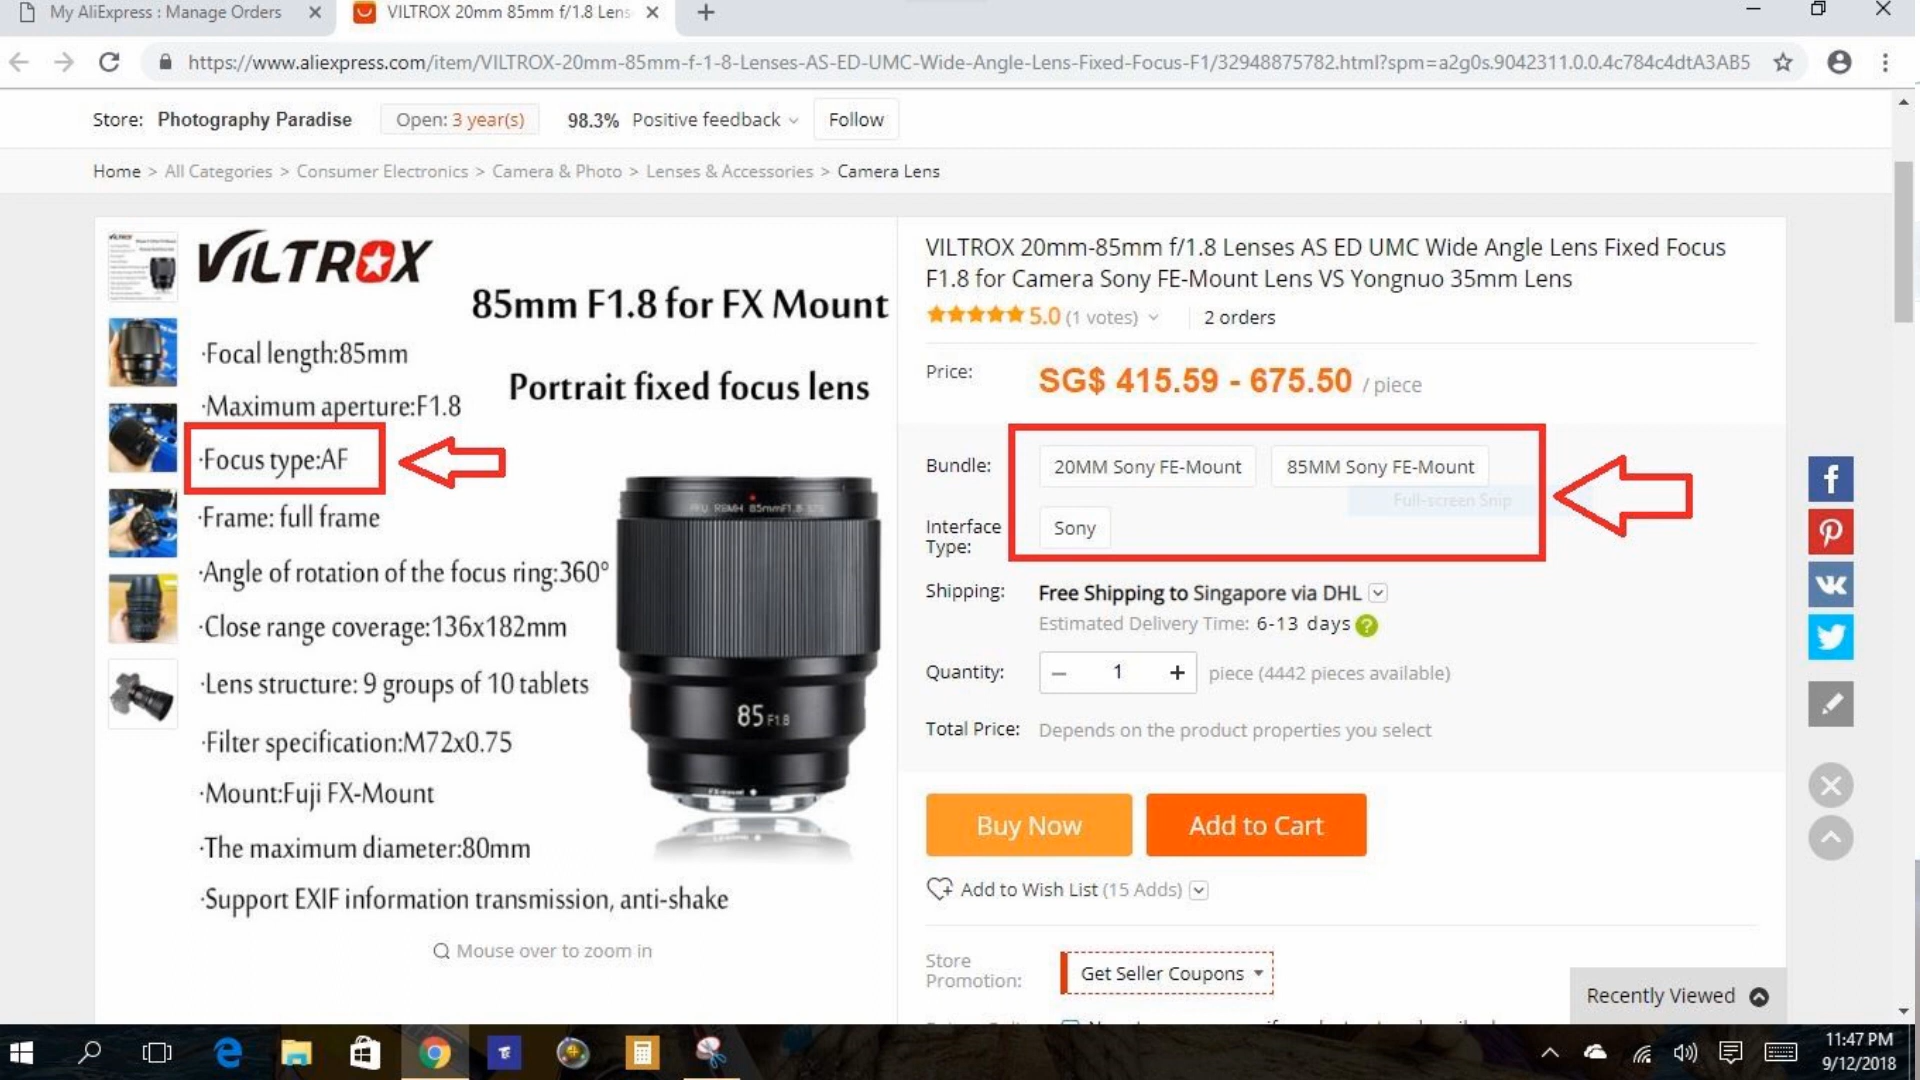 My AliExpress : Manage Orders
VILTROX 20mm 85mm f/1.8 Lens
https://www.aliexpress.com/item/VILTROX-20mm-85mm-f-1-8-Lenses-AS-ED-UMC-Wide-Angle-Lens-Fixed-Focus-F1/32948875782.html?spm=a2g0s.9042311.0.0.4c784c4dtA3AB5
Store: Photography Paradise Open: 3 year(s) 98.3% Positive feedback Follow
Home > All Categories > Consumer Electronics > Camera & Photo > Lenses & Accessories > Camera Lens
VILTROX
85mm F1.8 for FX Mount
Portrait fixed focus lens
·Focal length:85mm
·Maximum aperture:F1.8
·Focus type:AF
·Frame: full frame
·Angle of rotation of the focus ring:360°
·Close range coverage:136x182mm
·Lens structure: 9 groups of 10 tablets
·Filter specification:M72x0.75
·Mount:Fuji FX-Mount
·The maximum diameter:80mm
·Support EXIF information transmission, anti-shake
85 F1.8
Mouse over to zoom in
VILTROX 20mm-85mm f/1.8 Lenses AS ED UMC Wide Angle Lens Fixed Focus
F1.8 for Camera Sony FE-Mount Lens VS Yongnuo 35mm Lens
5.0 (1 votes) 2 orders
Price: SG$ 415.59 - 675.50 / piece
Bundle: 20MM Sony FE-Mount 85MM Sony FE-Mount
Full-screen Snip
Interface
Type: Sony
Shipping: Free Shipping to Singapore via DHL
Estimated Delivery Time: 6-13 days ?
Quantity: – 1 + piece (4442 pieces available)
Total Price: Depends on the product properties you select
Buy Now Add to Cart
Add to Wish List (15 Adds)
Store
Promotion: Get Seller Coupons
Recently Viewed
11:47 PM
9/12/2018